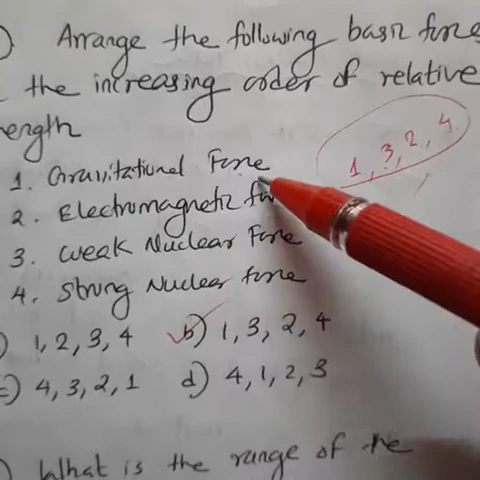 Arrange the following basic force
the increasing order of relative
ength
1, 3, 2, 4
1. Gravitational Force
2. Electromagnetic fo
3. Weak Nuclear Force
4. Strong Nuclear force
) 1, 2, 3, 4 b) 1, 3, 2, 4
c) 4, 3, 2, 1 d) 4, 1, 2, 3
) What is the range of the